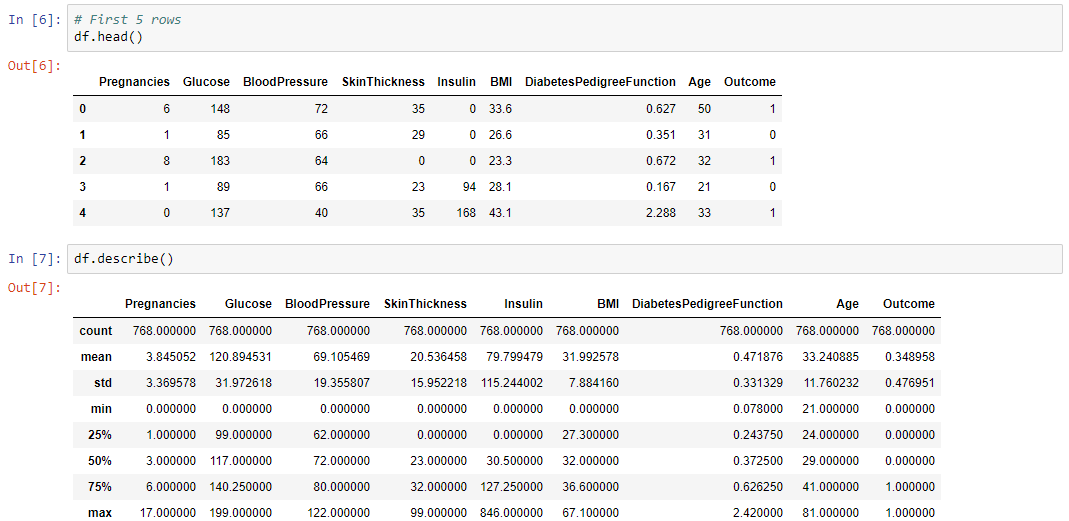 In [6]: # First 5 rows
df.head()
Out[6]:
Pregnancies Glucose BloodPressure SkinThickness Insulin BMI DiabetesPedigreeFunction Age Outcome
0 6 148 72 35 0 33.6 0.627 50 1
1 1 85 66 29 0 26.6 0.351 31 0
2 8 183 64 0 0 23.3 0.672 32 1
3 1 89 66 23 94 28.1 0.167 21 0
4 0 137 40 35 168 43.1 2.288 33 1
In [7]: df.describe()
Out[7]:
Pregnancies Glucose BloodPressure SkinThickness Insulin BMI DiabetesPedigreeFunction Age Outcome
count 768.000000 768.000000 768.000000 768.000000 768.000000 768.000000 768.000000 768.000000 768.000000
mean 3.845052 120.894531 69.105469 20.536458 79.799479 31.992578 0.471876 33.240885 0.348958
std 3.369578 31.972618 19.355807 15.952218 115.244002 7.884160 0.331329 11.760232 0.476951
min 0.000000 0.000000 0.000000 0.000000 0.000000 0.000000 0.078000 21.000000 0.000000
25% 1.000000 99.000000 62.000000 0.000000 0.000000 27.300000 0.243750 24.000000 0.000000
50% 3.000000 117.000000 72.000000 23.000000 30.500000 32.000000 0.372500 29.000000 0.000000
75% 6.000000 140.250000 80.000000 32.000000 127.250000 36.600000 0.626250 41.000000 1.000000
max 17.000000 199.000000 122.000000 99.000000 846.000000 67.100000 2.420000 81.000000 1.000000